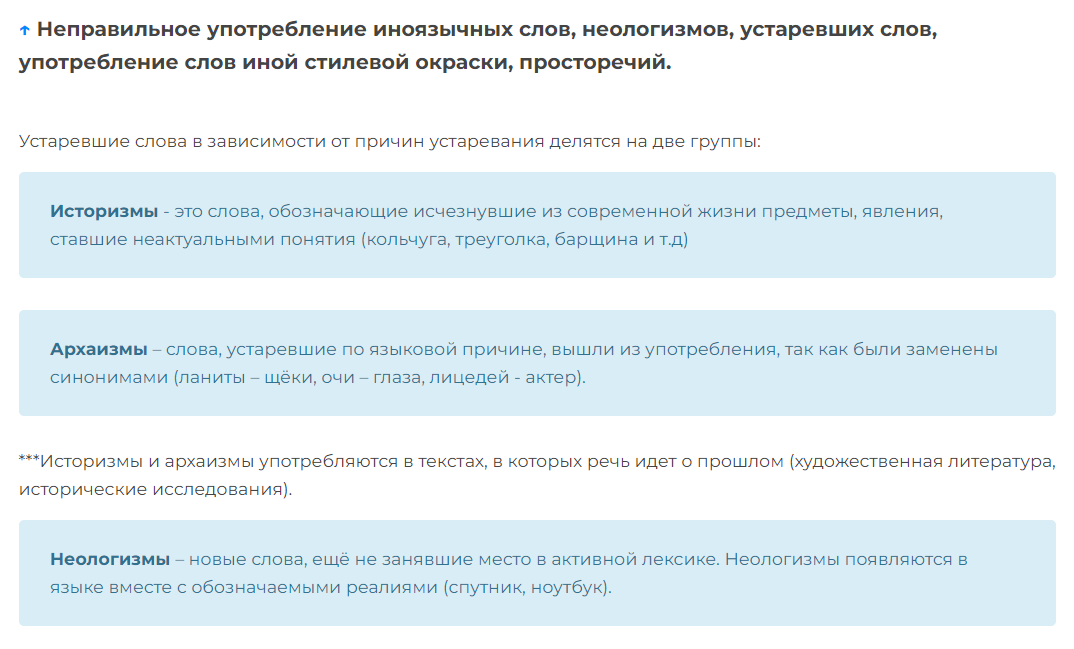 ↑ Неправильное употребление иноязычных слов, неологизмов, устаревших слов,
употребление слов иной стилевой окраски, просторечий.
Устаревшие слова в зависимости от причин устаревания делятся на две группы:
Историзмы - это слова, обозначающие исчезнувшие из современной жизни предметы, явления,
ставшие неактуальными понятия (кольчуга, треуголка, барщина и т.д)
Архаизмы – слова, устаревшие по языковой причине, вышли из употребления, так как были заменены
синонимами (ланиты – щёки, очи – глаза, лицедей - актер).
***Историзмы и архаизмы употребляются в текстах, в которых речь идет о прошлом (художественная литература,
исторические исследования).
Неологизмы – новые слова, ещё не занявшие место в активной лексике. Неологизмы появляются в
языке вместе с обозначаемыми реалиями (спутник, ноутбук).